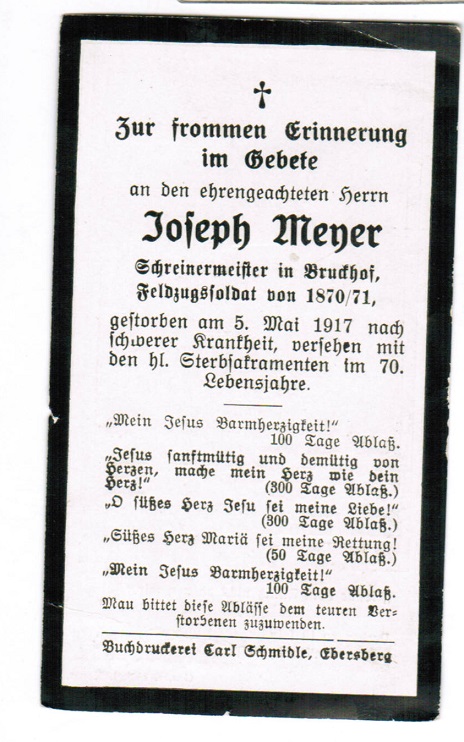 Zur frommen Erinnerung
im Gebete
an den ehrengeachteten Herrn
Joseph Meyer
Schreinermeister in Bruckhof,
Feldzugssoldat von 1870/71,
gestorben am 5. Mai 1917 nach
schwerer Krankheit, versehen mit
den hl. Sterbsakramenten im 70.
Lebensjahre.
„Mein Jesus Barmherzigkeit!“
100 Tage Ablaß.
„Jesus sanftmütig und demütig von
Herzen, mache mein Herz wie dein
Herz!“ (300 Tage Ablaß.)
„O süßes Herz Jesu sei meine Liebe!“
(300 Tage Ablaß.)
„Süßes Herz Mariä sei meine Rettung!
(50 Tage Ablaß.)
„Mein Jesus Barmherzigkeit!“
100 Tage Ablaß.
Mau bittet diese Ablässe dem teuren Ver-
storbenen zuzuwenden.
Buchdruckerei Carl Schmidle, Ebersberg